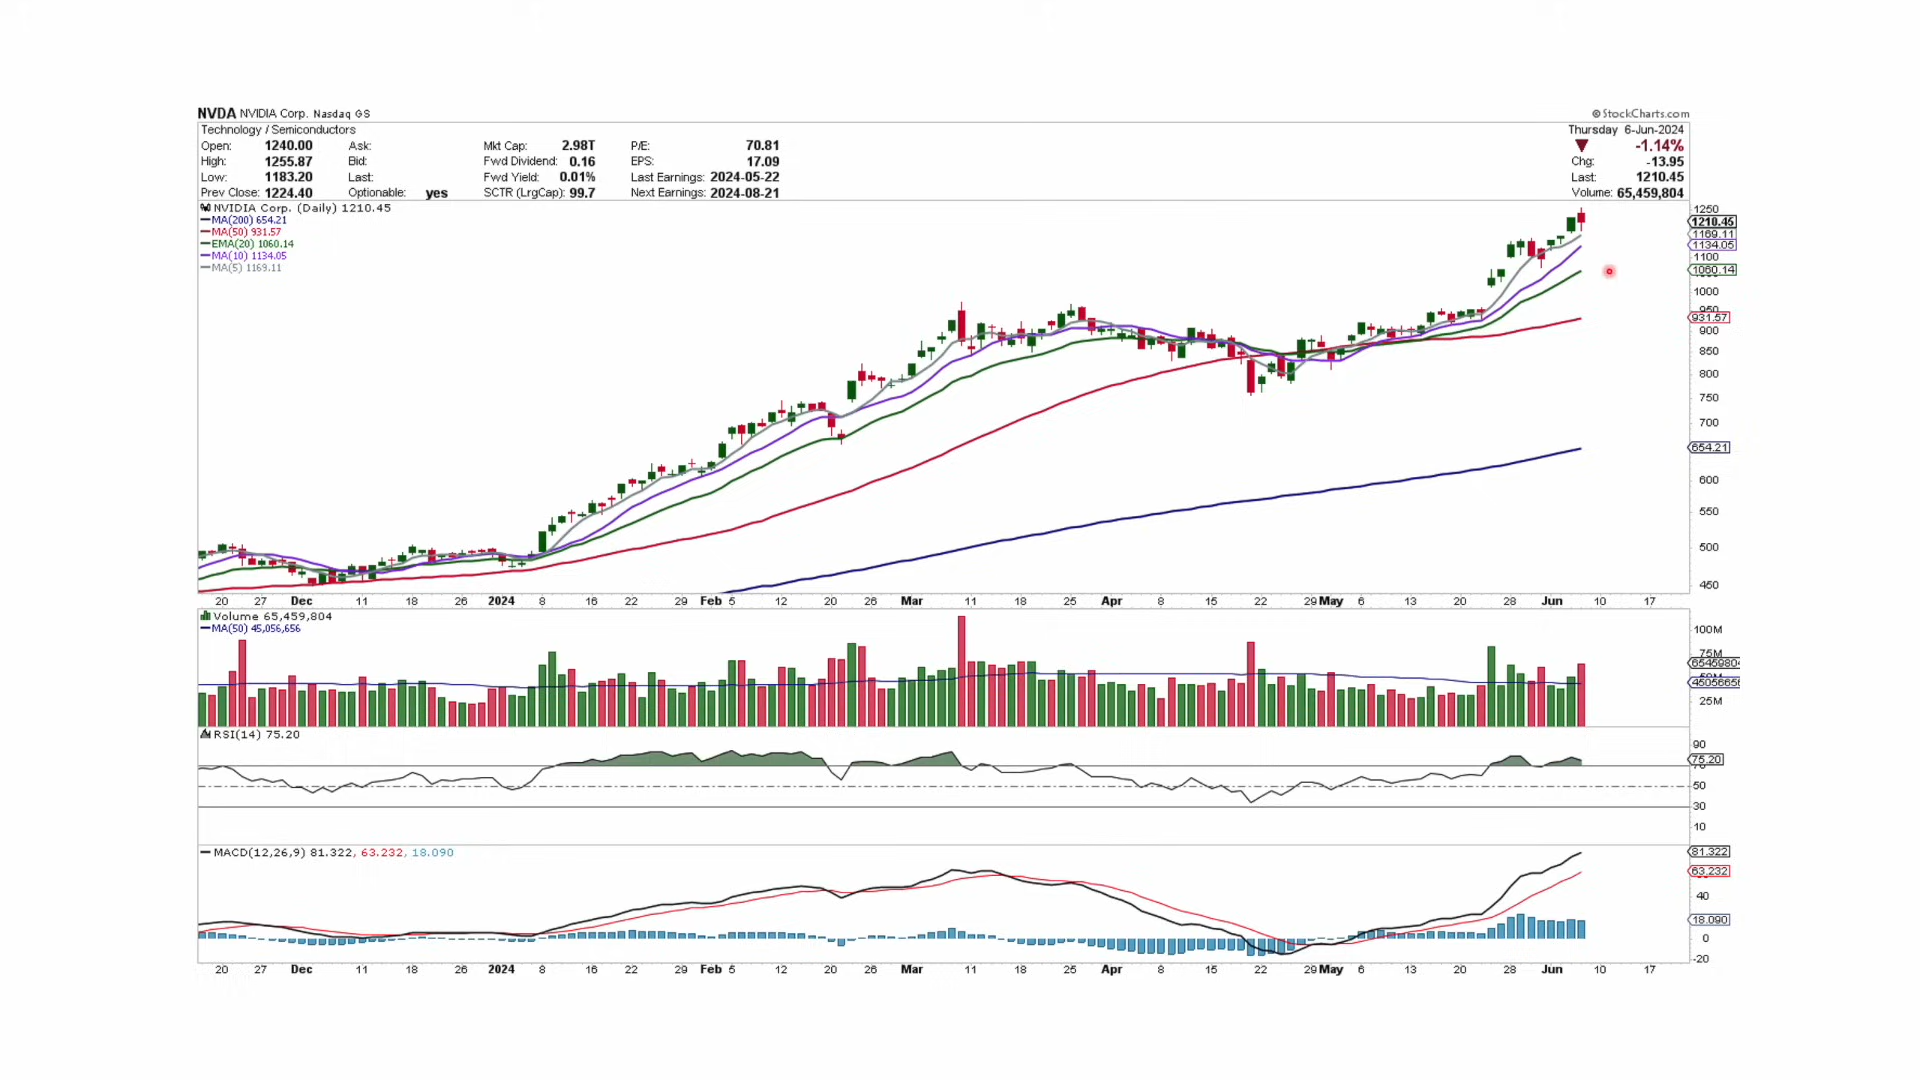 NVDA NVIDIA Corp. Nasdaq GS
© StockCharts.com
Technology / Semiconductors
Thursday 6-Jun-2024
Open: 1240.00 Ask: Mkt Cap: 2.98T P/E: 70.81
▼ -1.14%
High: 1255.87 Bid: Fwd Dividend: 0.16 EPS: 17.09
Chg: -13.95
Low: 1183.20 Last: Fwd Yield: 0.01% Last Earnings: 2024-05-22
Last: 1210.45
Prev Close: 1224.40 Optionable: yes SCTR (LrgCap): 99.7 Next Earnings: 2024-08-21
Volume: 65,459,804
NVIDIA Corp. (Daily) 1210.45
MA(200) 654.21
MA(50) 931.57
EMA(20) 1060.14
MA(10) 1134.05
MA(5) 1169.11
1250
1210.45
1169.11
1134.05
1100
1060.14
1000
950
931.57
900
850
800
750
700
654.21
600
550
500
450
20 27 Dec 11 18 26 2024 8 16 22 29 Feb 5 12 20 26 Mar 11 18 25 Apr 8 15 22 29 May 6 13 20 28 Jun 10 17
Volume 65,459,804
MA(50) 45,056,656
100M
75M
65459804
45056656
25M
RSI(14) 75.20
90
75.20
50
30
10
MACD(12,26,9) 81.322, 63.232, 18.090
81.322
63.232
40
18.090
0
-20
20 27 Dec 11 18 26 2024 8 16 22 29 Feb 5 12 20 26 Mar 11 18 25 Apr 8 15 22 29 May 6 13 20 28 Jun 10 17